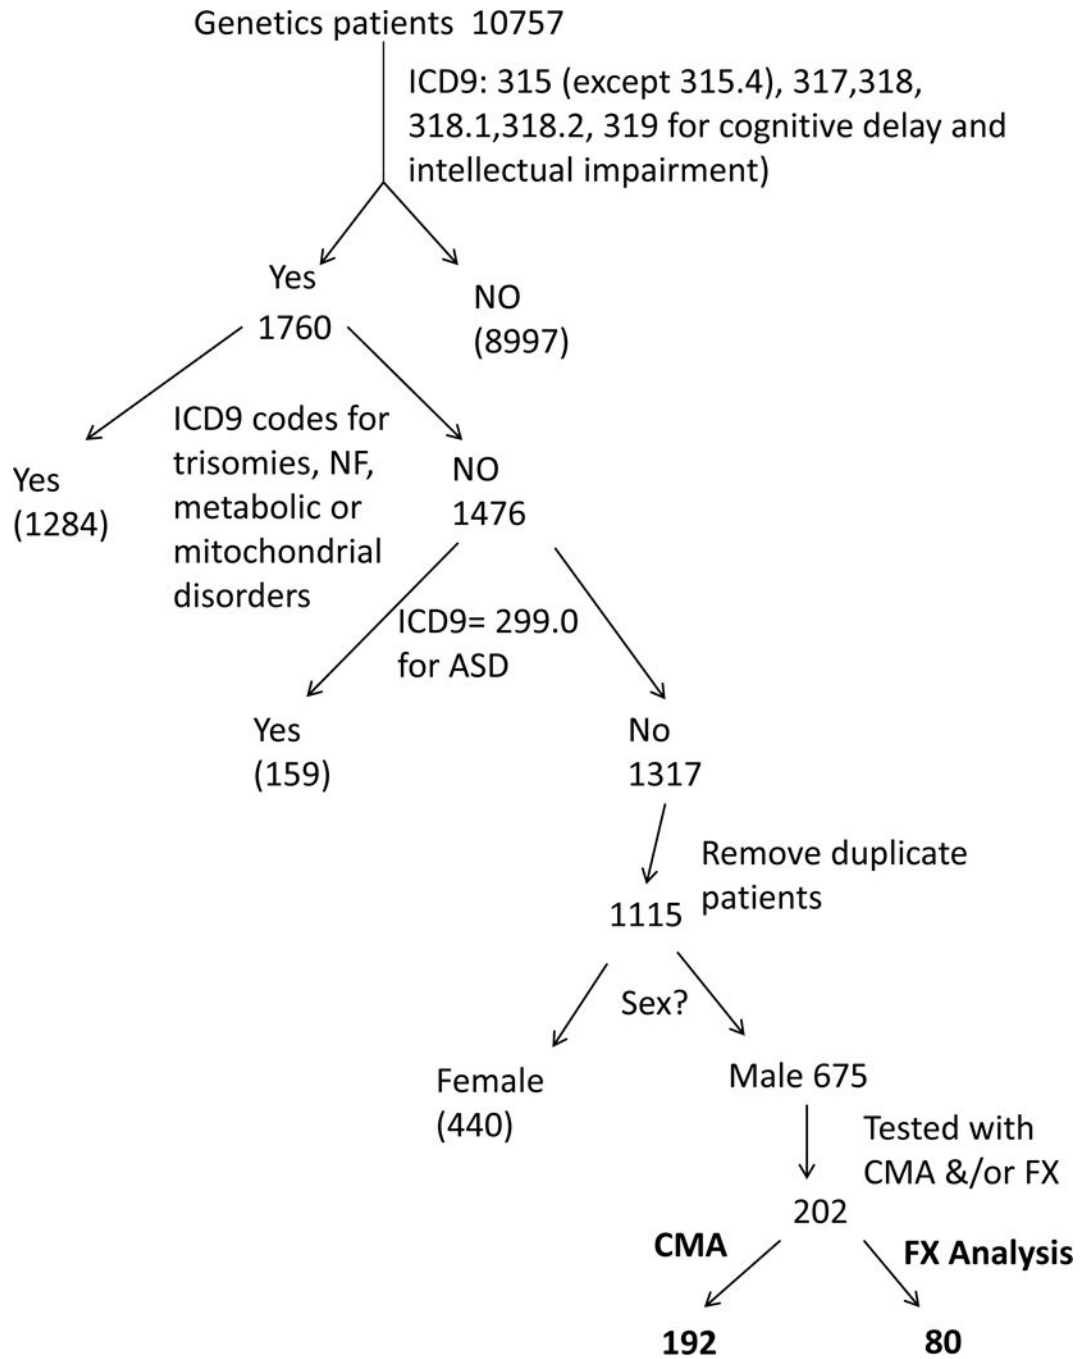 Genetics patients 10757
ICD9: 315 (except 315.4), 317,318,
318.1,318.2, 319 for cognitive delay and
intellectual impairment)
Yes
1760
NO
(8997)
ICD9 codes for
trisomies, NF,
metabolic or
mitochondrial
disorders
Yes
(1284)
NO
1476
ICD9= 299.0
for ASD
Yes
(159)
No
1317
Remove duplicate
patients
1115
Sex?
Female
(440)
Male 675
Tested with
CMA &/or FX
202
CMA
FX Analysis
192
80